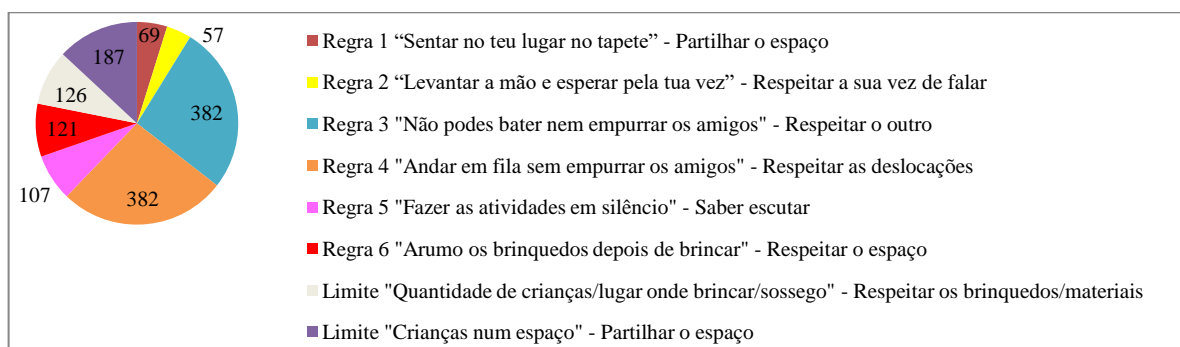 69
57
187
126
382
121
107
382
Regra 1 “Sentar no teu lugar no tapete” - Partilhar o espaço
Regra 2 “Levantar a mão e esperar pela tua vez” - Respeitar a sua vez de falar
Regra 3 "Não podes bater nem empurrar os amigos" - Respeitar o outro
Regra 4 "Andar em fila sem empurrar os amigos" - Respeitar as deslocações
Regra 5 "Fazer as atividades em silêncio" - Saber escutar
Regra 6 "Arumo os brinquedos depois de brincar" - Respeitar o espaço
Limite "Quantidade de crianças/lugar onde brincar/sossego" - Respeitar os brinquedos/materiais
Limite "Crianças num espaço" - Partilhar o espaço